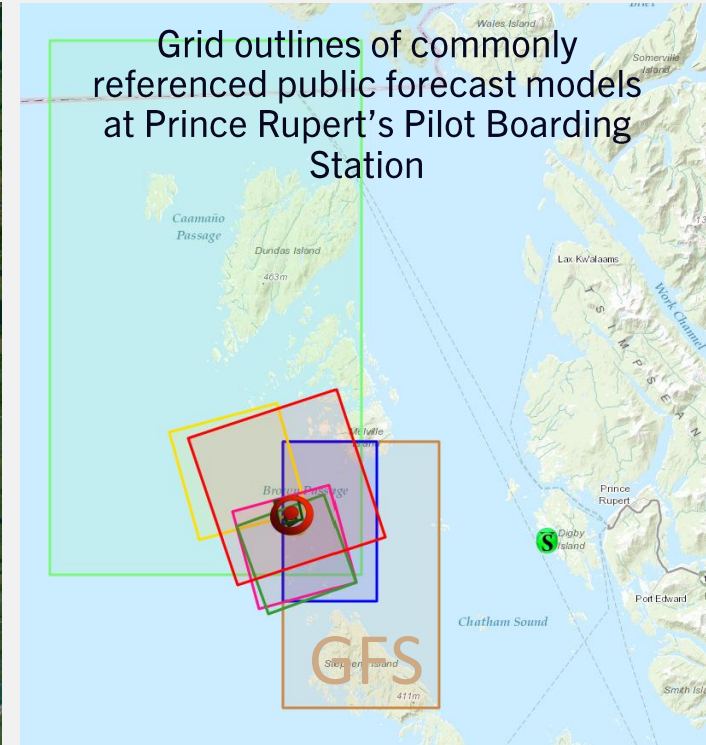 Wales Island
Grid outlines of commonly
referenced public forecast models
at Prince Rupert's Pilot Boarding
Station
Somerville
Island
Caamaño
Passage
Dundas Island
463m
Lax Kw'alaams
Work Channel
TSIMPSEAN
Melville
Brown Passage
Prince
Rupert
S
Digby
Island
Port Edward
Chatham Sound
GFS
Stephens Island
411m
Smith Isl